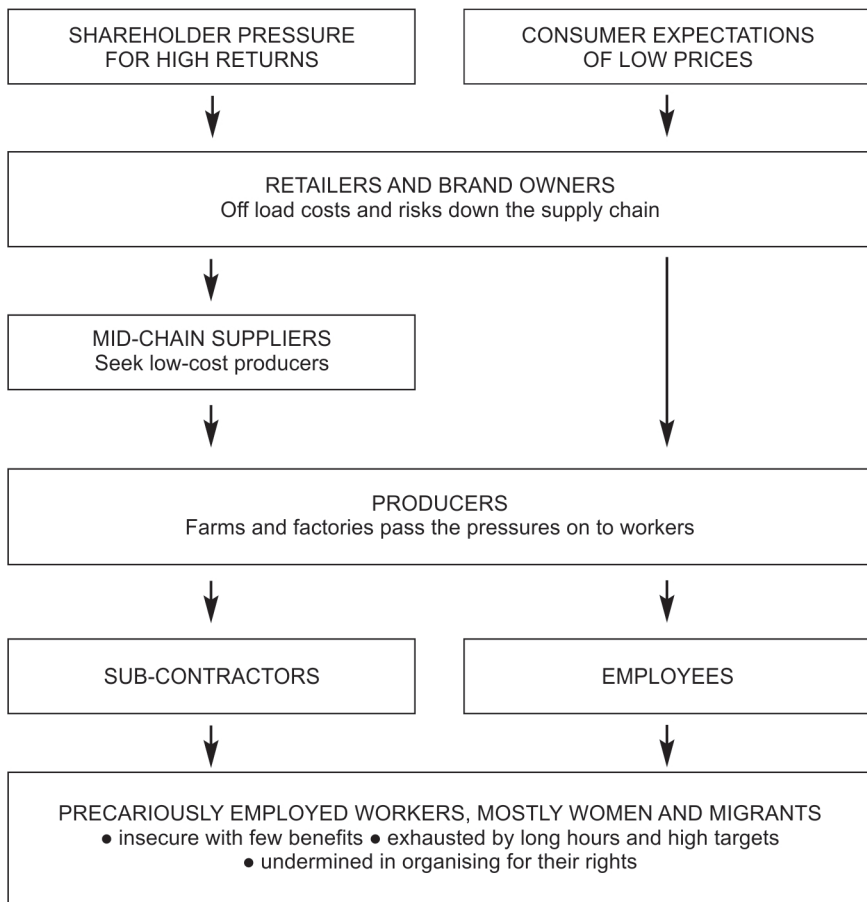 SHAREHOLDER PRESSURE
FOR HIGH RETURNS
CONSUMER EXPECTATIONS
OF LOW PRICES
RETAILERS AND BRAND OWNERS
Off load costs and risks down the supply chain
MID-CHAIN SUPPLIERS
Seek low-cost producers
PRODUCERS
Farms and factories pass the pressures on to workers
SUB-CONTRACTORS
EMPLOYEES
PRECARIOUSLY EMPLOYED WORKERS, MOSTLY WOMEN AND MIGRANTS
● insecure with few benefits ● exhausted by long hours and high targets
● undermined in organising for their rights